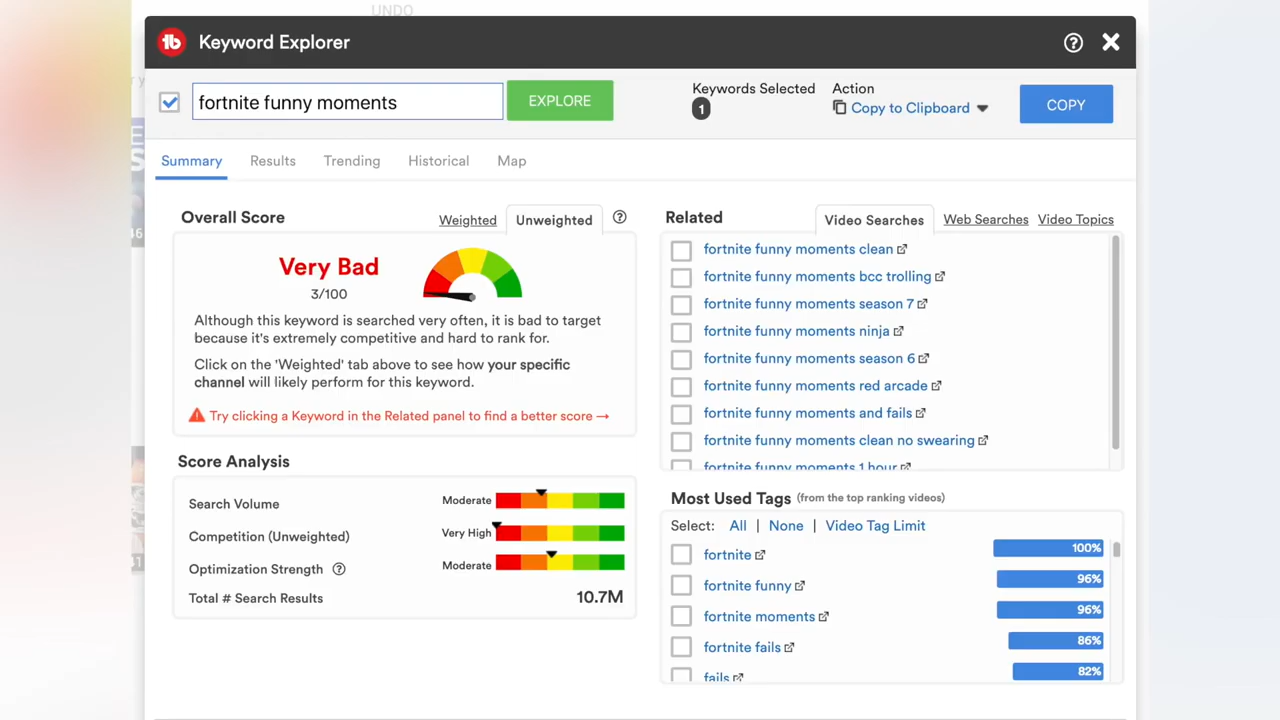 UNDO
Keyword Explorer
fortnite funny moments
EXPLORE
Keywords Selected
1
Action
Copy to Clipboard
COPY
Summary Results Trending Historical Map
Overall Score
Weighted Unweighted
Very Bad
3/100
Although this keyword is searched very often, it is bad to target
because it's extremely competitive and hard to rank for.
Click on the 'Weighted' tab above to see how your specific
channel will likely perform for this keyword.
Try clicking a Keyword in the Related panel to find a better score →
Score Analysis
Search Volume Moderate
Competition (Unweighted) Very High
Optimization Strength Moderate
Total # Search Results 10.7M
Related
Video Searches Web Searches Video Topics
fortnite funny moments clean
fortnite funny moments bcc trolling
fortnite funny moments season 7
fortnite funny moments ninja
fortnite funny moments season 6
fortnite funny moments red arcade
fortnite funny moments and fails
fortnite funny moments clean no swearing
fortnite funny moments 1 hour
Most Used Tags (from the top ranking videos)
Select: All | None | Video Tag Limit
fortnite 100%
fortnite funny 96%
fortnite moments 96%
fortnite fails 86%
fails 82%